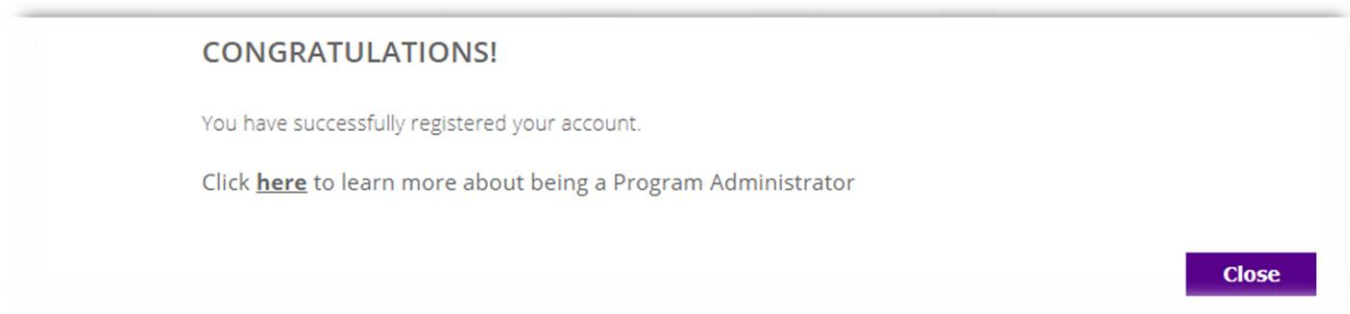 CONGRATULATIONS!
You have successfully registered your account.
Click here to learn more about being a Program Administrator
Close